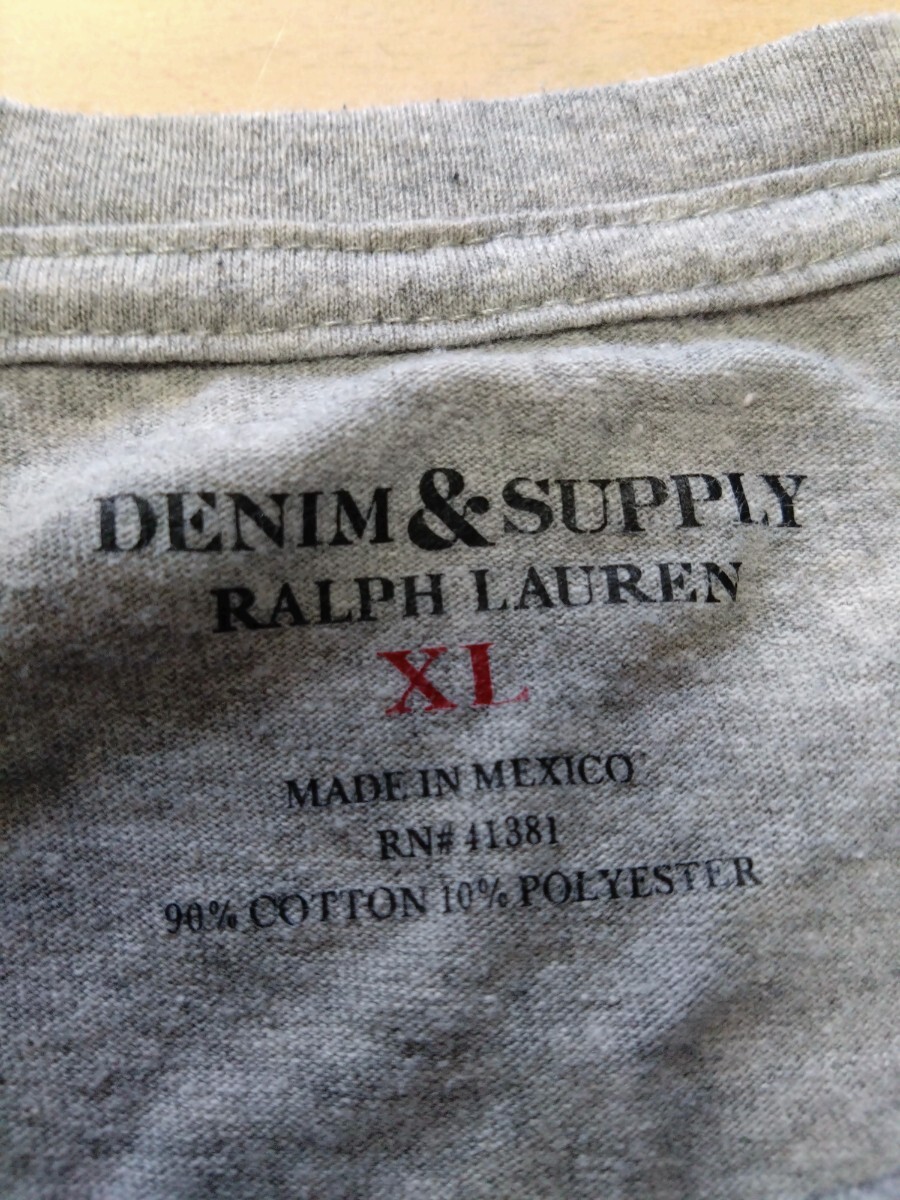 DENIM & SUPPLY
RALPH LAUREN
XL
MADE IN MEXICO
RN# 41381
90% COTTON 10% POLYESTER